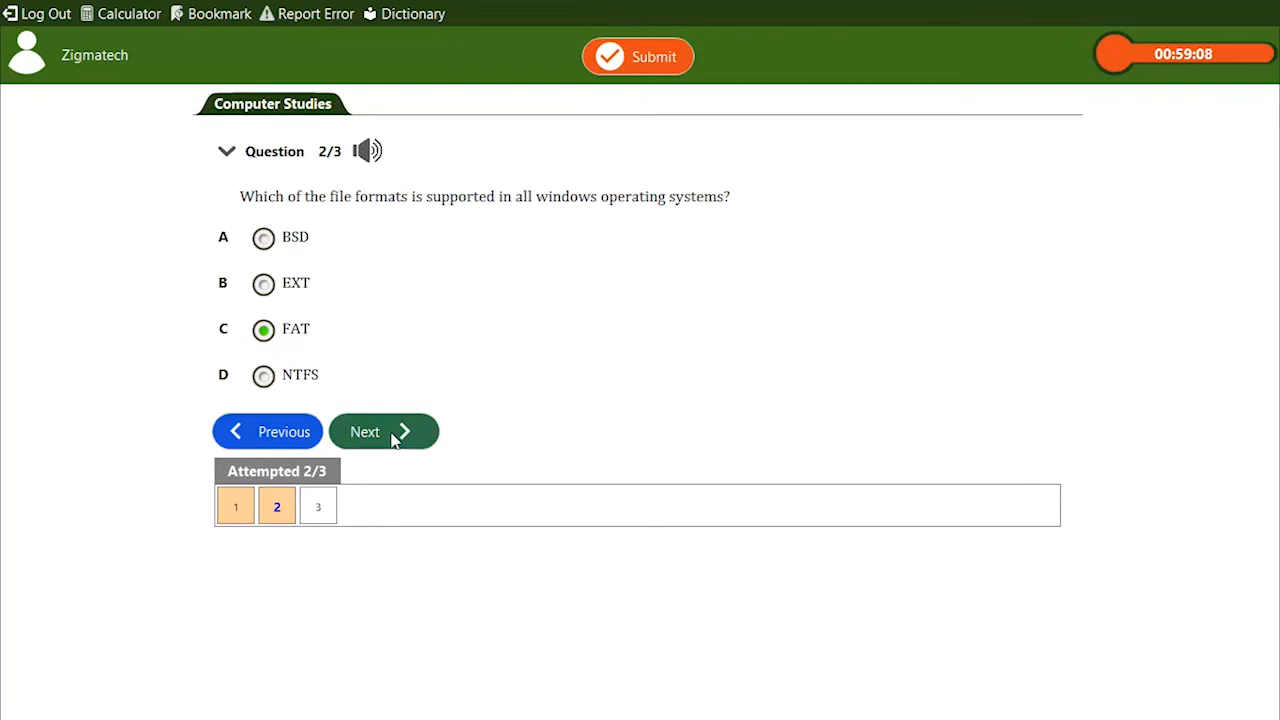 Log Out Calculator Bookmark Report Error Dictionary
Zigmatech
Submit
00:59:08
Computer Studies
Question 2/3
Which of the file formats is supported in all windows operating systems?
A BSD
B EXT
C FAT
D NTFS
Previous Next
Attempted 2/3
1 2 3